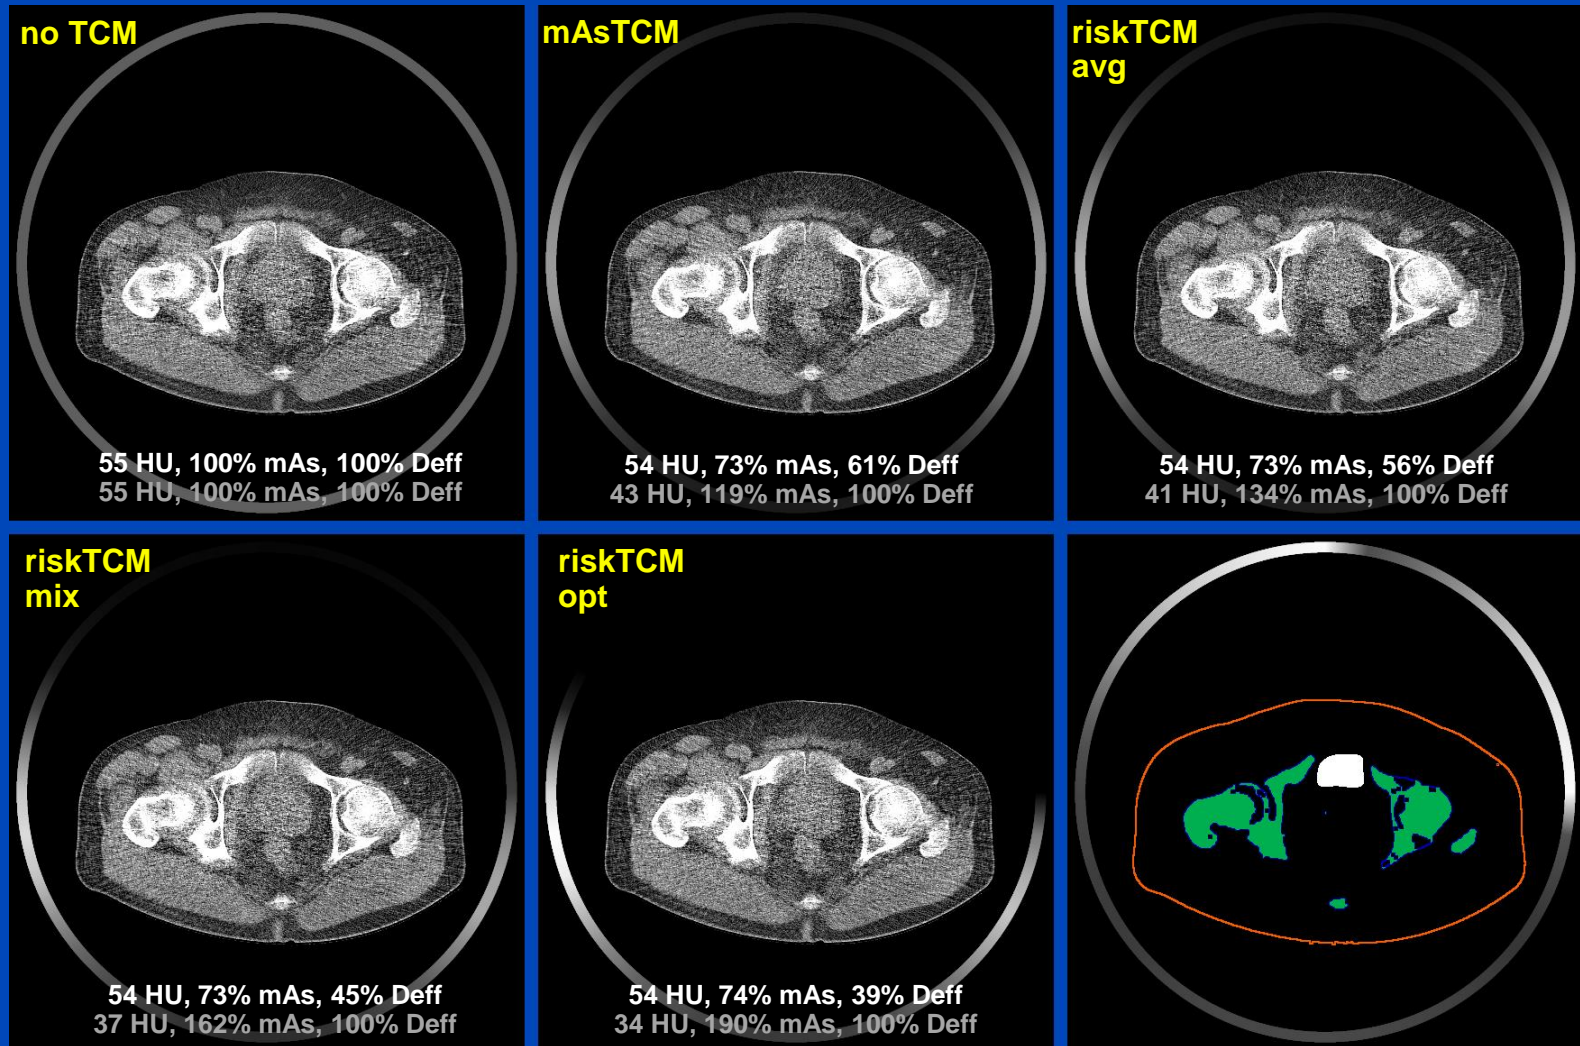 no TCM
55 HU, 100% mAs, 100% Deff
55 HU, 100% mAs, 100% Deff
mAsTCM
54 HU, 73% mAs, 61% Deff
43 HU, 119% mAs, 100% Deff
riskTCM
avg
54 HU, 73% mAs, 56% Deff
41 HU, 134% mAs, 100% Deff
riskTCM
mix
54 HU, 73% mAs, 45% Deff
37 HU, 162% mAs, 100% Deff
riskTCM
opt
54 HU, 74% mAs, 39% Deff
34 HU, 190% mAs, 100% Deff